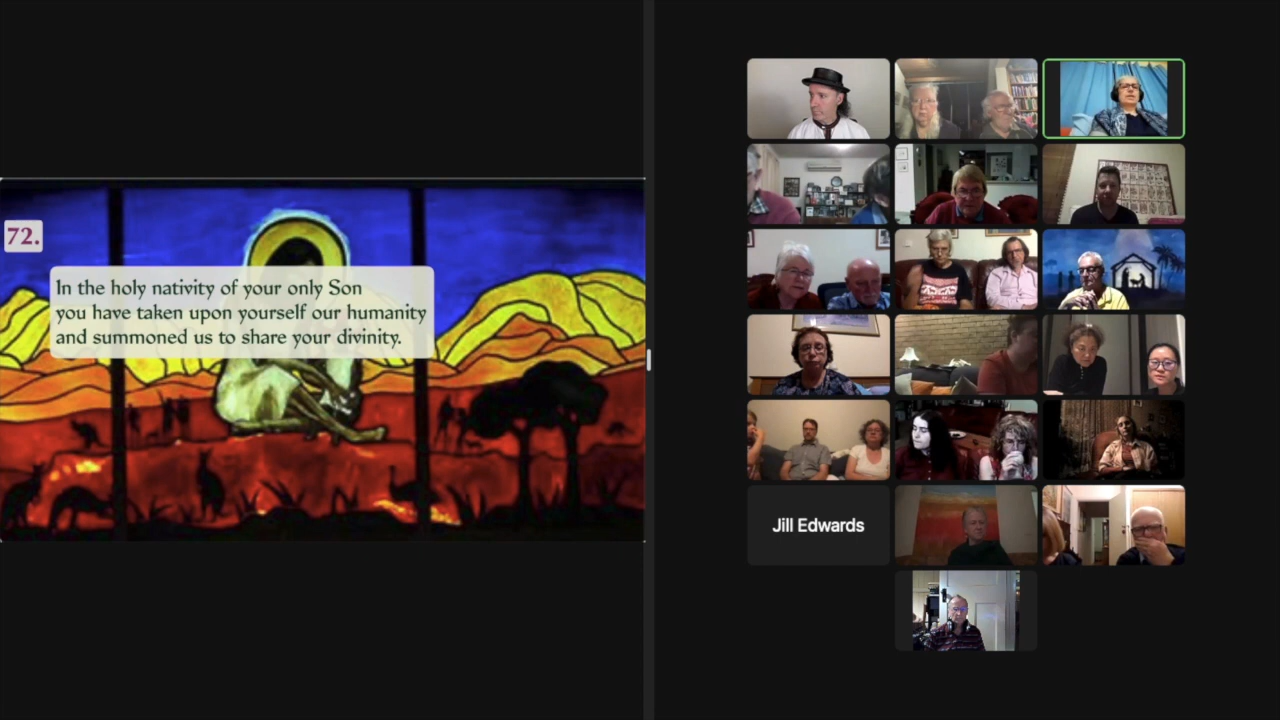 72.
In the holy nativity of your only Son
you have taken upon yourself our humanity
and summoned us to share your divinity.
Jill Edwards